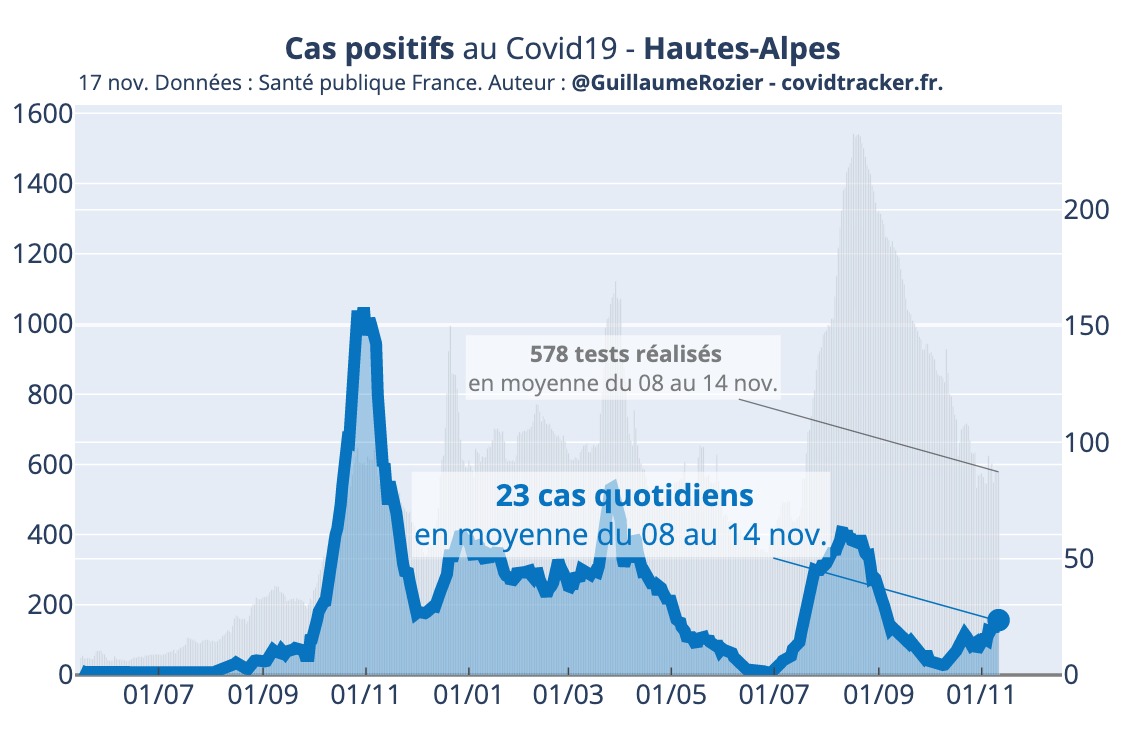 Cas positifs au Covid19 - Hautes-Alpes
17 nov. Données : Santé publique France. Auteur : @GuillaumeRozier - covidtracker.fr.
1600
1400
200
1200
1000
150
578 tests réalisés
en moyenne du 08 au 14 nov.
800
100
600
23 cas quotidiens
en moyenne du 08 au 14 nov.
400
50
200
0
0
01/07 01/09 01/11 01/01 01/03 01/05 01/07 01/09 01/11